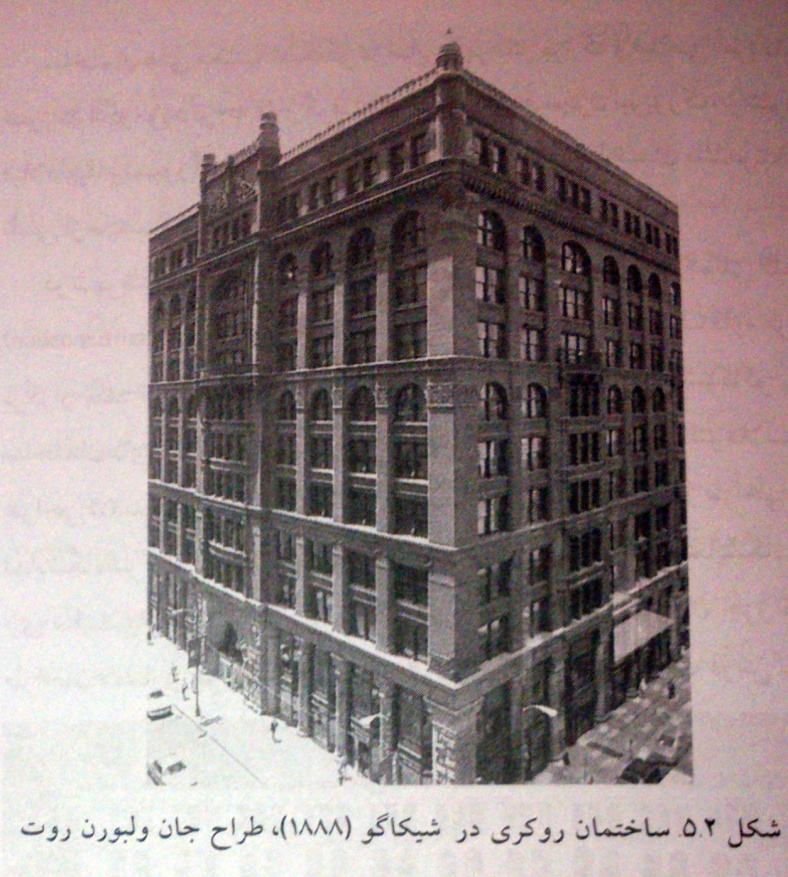 شکل ۵.۲. ساختمان روکری در شیکاگو (۱۸۸۸)، طراح جان ولبورن روت